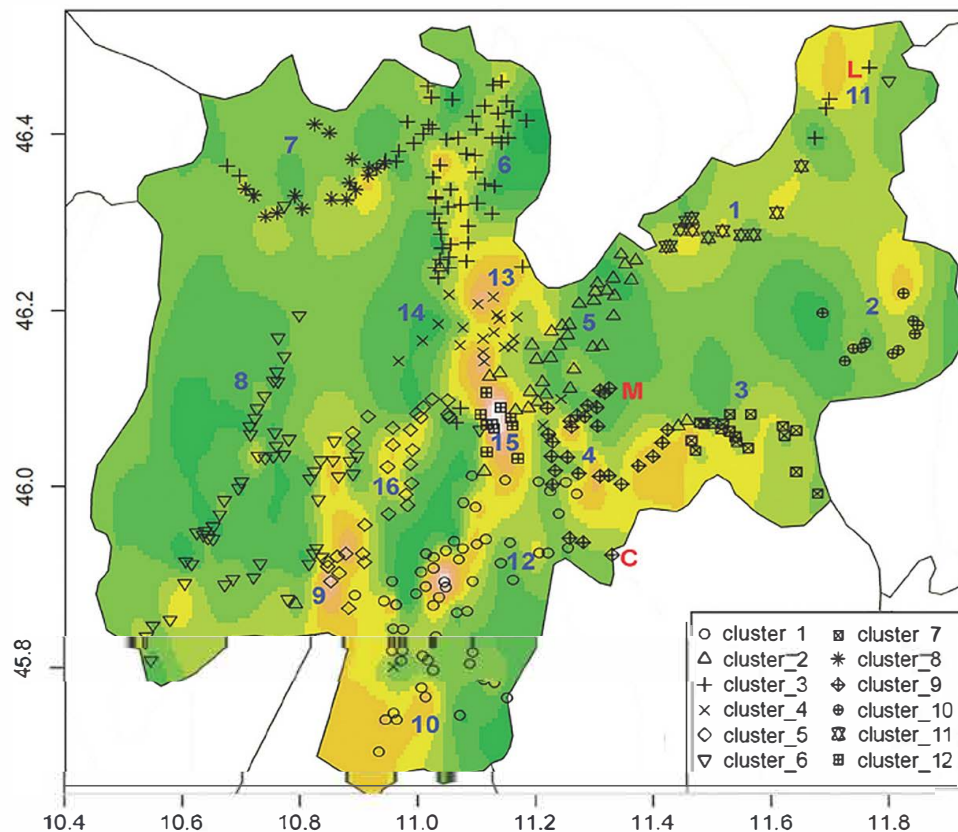 46.4
46.2
46.0
45.8
L
11
7
6
1
13
2
14
5
8
M
3
15
4
16
12
C
9
10
cluster_1
cluster_2
cluster_3
cluster_4
cluster_5
cluster_6
cluster_7
cluster_8
cluster_9
cluster_10
cluster_11
cluster_12
10.4 10.6 10.8 11.0 11.2 11.4 11.6 11.8